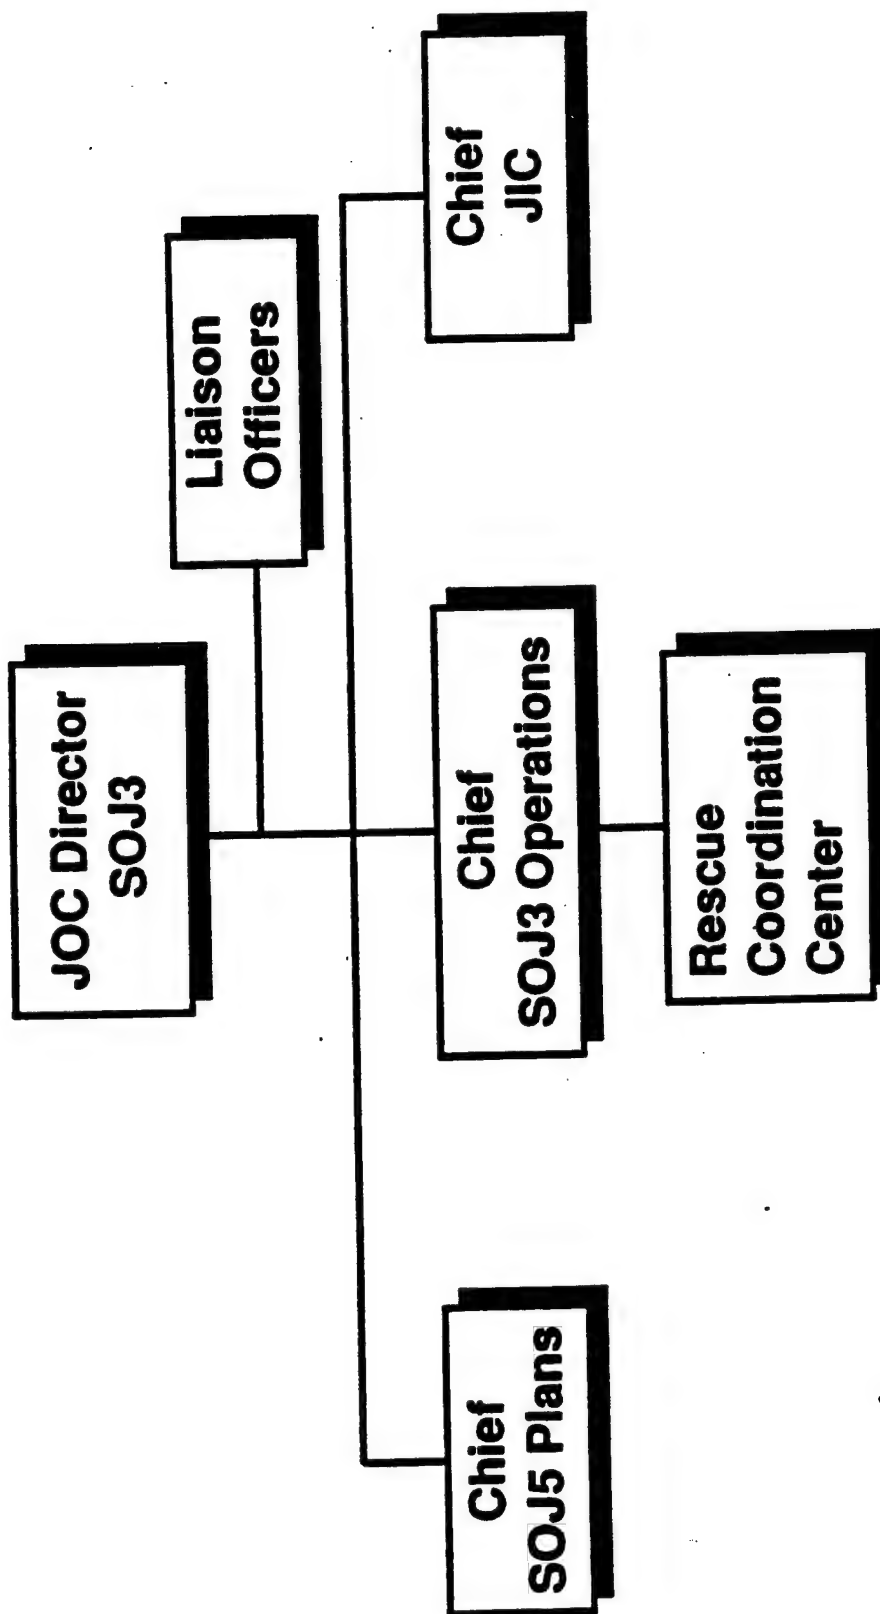 JOC Director
SOJ3
Liaison
Officers
Chief
SOJ5 Plans
Chief
SOJ3 Operations
Chief
JIC
Rescue
Coordination
Center